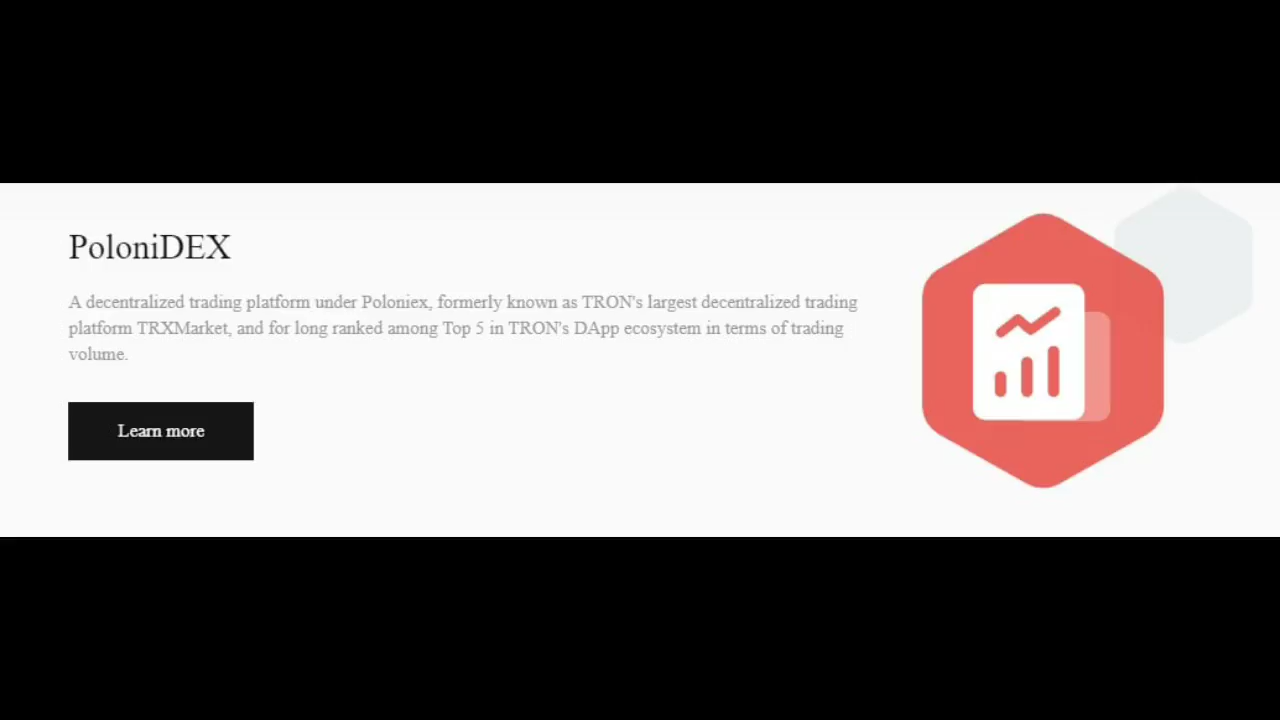 PoloniDEX
A decentralized trading platform under Poloniex, formerly known as TRON's largest decentralized trading
platform TRXMarket, and for long ranked among Top 5 in TRON's DApp ecosystem in terms of trading
volume.
Learn more